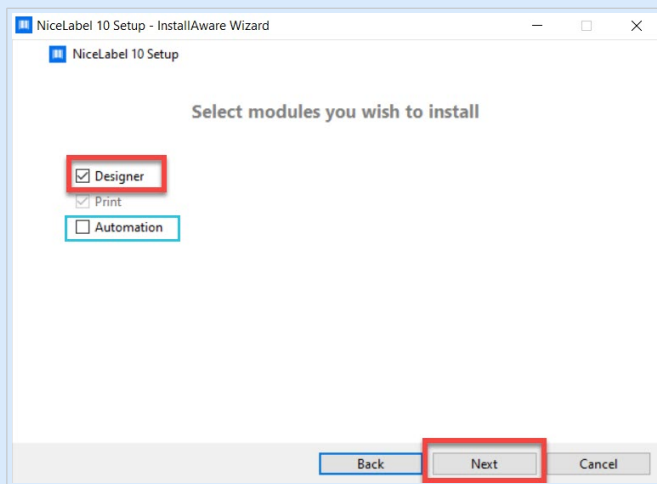 NiceLabel 10 Setup - InstallAware Wizard
NiceLabel 10 Setup
Select modules you wish to install
Designer
Print
Automation
Back Next Cancel